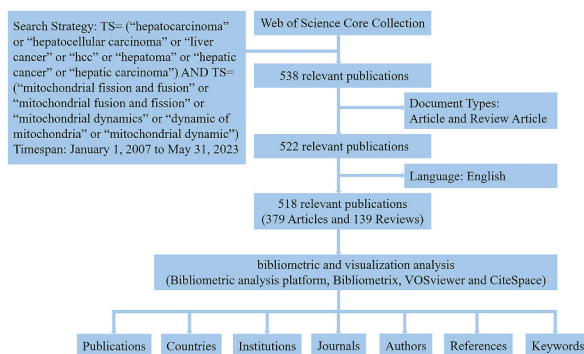 Search Strategy: TS= (“hepatocarcinoma”
or “hepatocellular carcinoma” or “liver
cancer” or “hcc” or “hepatoma” or “hepatic
cancer” or “hepatic carcinoma”) AND TS=
(“mitochondrial fission and fusion” or
“mitochondrial fusion and fission” or
“mitochondrial dynamics” or “dynamic of
mitochondria” or “mitochondrial dynamic”)
Timespan: January 1, 2007 to May 31, 2023
Web of Science Core Collection
538 relevant publications
Document Types:
Article and Review Article
522 relevant publications
Language: English
518 relevant publications
(379 Articles and 139 Reviews)
bibliometric and visualization analysis
(Bibliometric analysis platform, Bibliometrix, VOSviewer and CiteSpace)
Publications
Countries
Institutions
Journals
Authors
References
Keywords